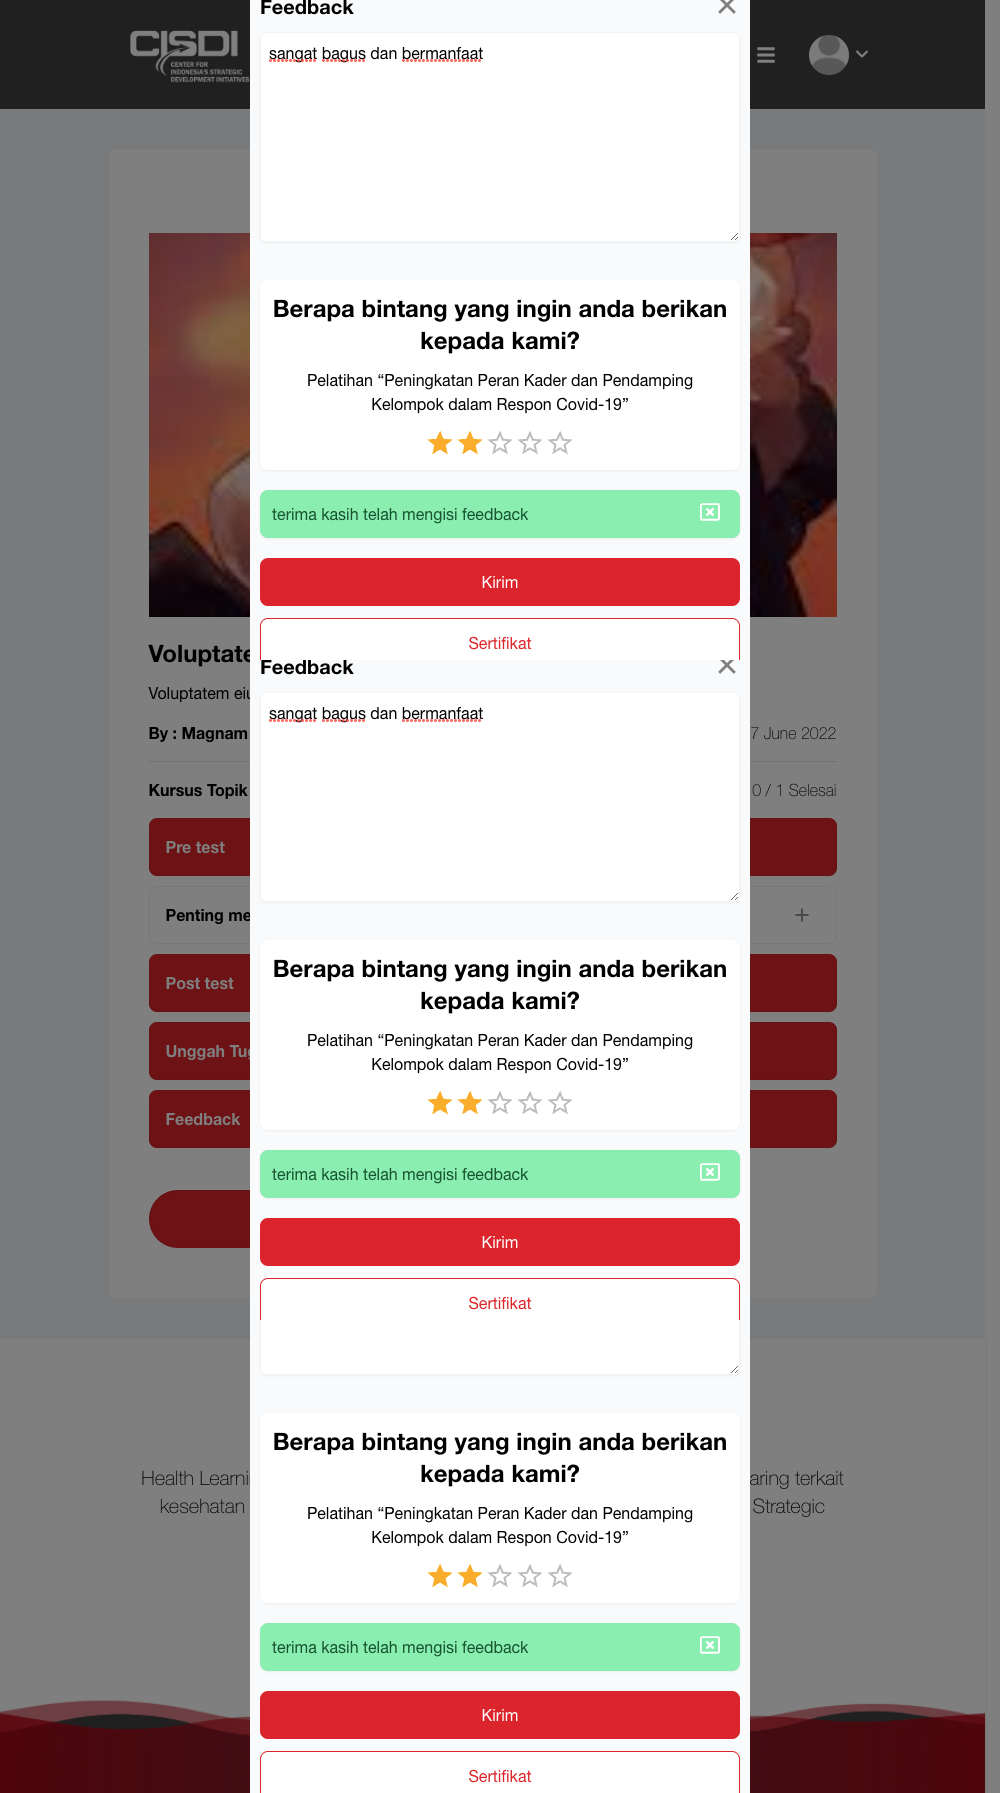 Feedback
CISDI
CENTER FOR
INDONESIA'S STRATEGIC
DEVELOPMENT INITIATIVES
sangat bagus dan bermanfaat
Berapa bintang yang ingin anda berikan
kepada kami?
Pelatihan “Peningkatan Peran Kader dan Pendamping
Kelompok dalam Respon Covid-19”
terima kasih telah mengisi feedback
Kirim
Sertifikat
Voluptate
Feedback
Voluptatem eiu
sangat bagus dan bermanfaat
By : Magnam
7 June 2022
Kursus Topik
0 / 1 Selesai
Pre test
Penting me
Berapa bintang yang ingin anda berikan
kepada kami?
Post test
Pelatihan “Peningkatan Peran Kader dan Pendamping
Kelompok dalam Respon Covid-19”
Unggah Tug
Feedback
terima kasih telah mengisi feedback
Kirim
Sertifikat
Berapa bintang yang ingin anda berikan
kepada kami?
Health Learni
aring terkait
kesehatan
Strategic
Pelatihan “Peningkatan Peran Kader dan Pendamping
Kelompok dalam Respon Covid-19”
terima kasih telah mengisi feedback
Kirim
Sertifikat